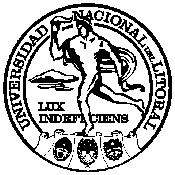 UNIVERSIDAD NACIONAL DEL LITORAL
LUX
INDEFICIENS